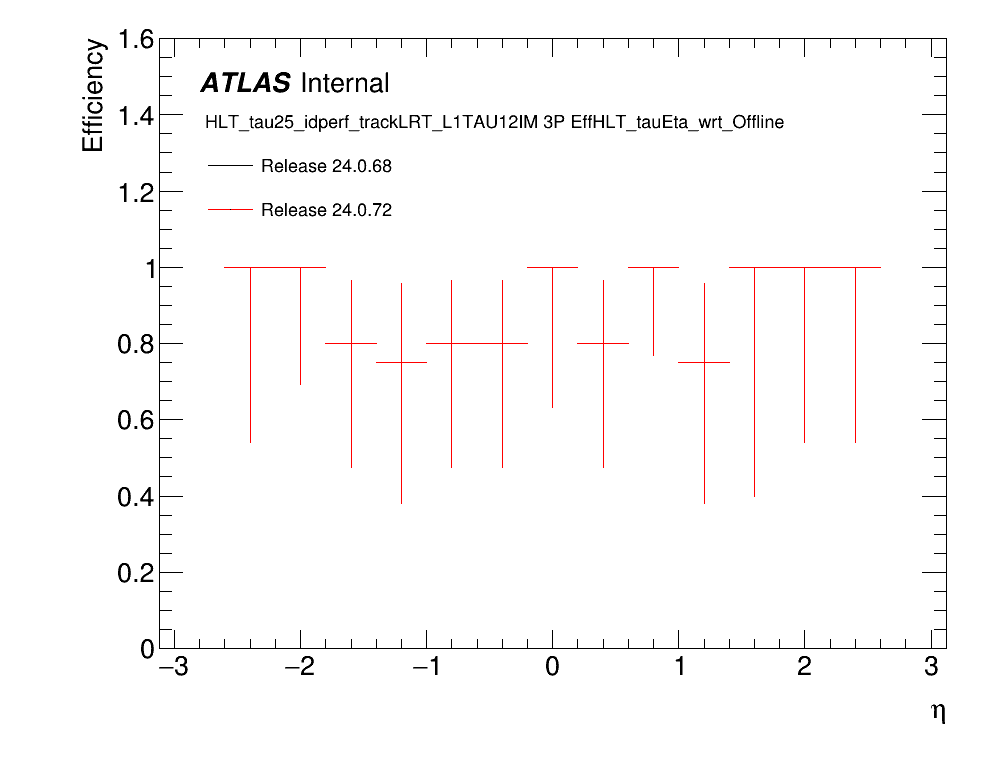 1.6
Efficiency
ATLAS Internal
1.4
HLT_tau25_idperf_trackLRT_L1TAU12IM 3P EffHLT_tauEta_wrt_Offline
Release 24.0.68
1.2
Release 24.0.72
1
0.8
0.6
0.4
0.2
0
−3 −2 −1 0 1 2 3
η